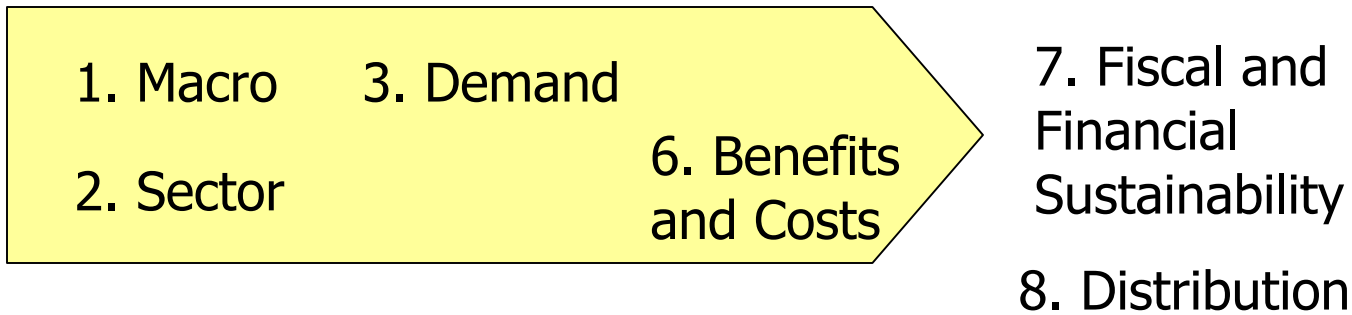 1. Macro
2. Sector
3. Demand
6. Benefits
and Costs
7. Fiscal and
Financial
Sustainability
8. Distribution